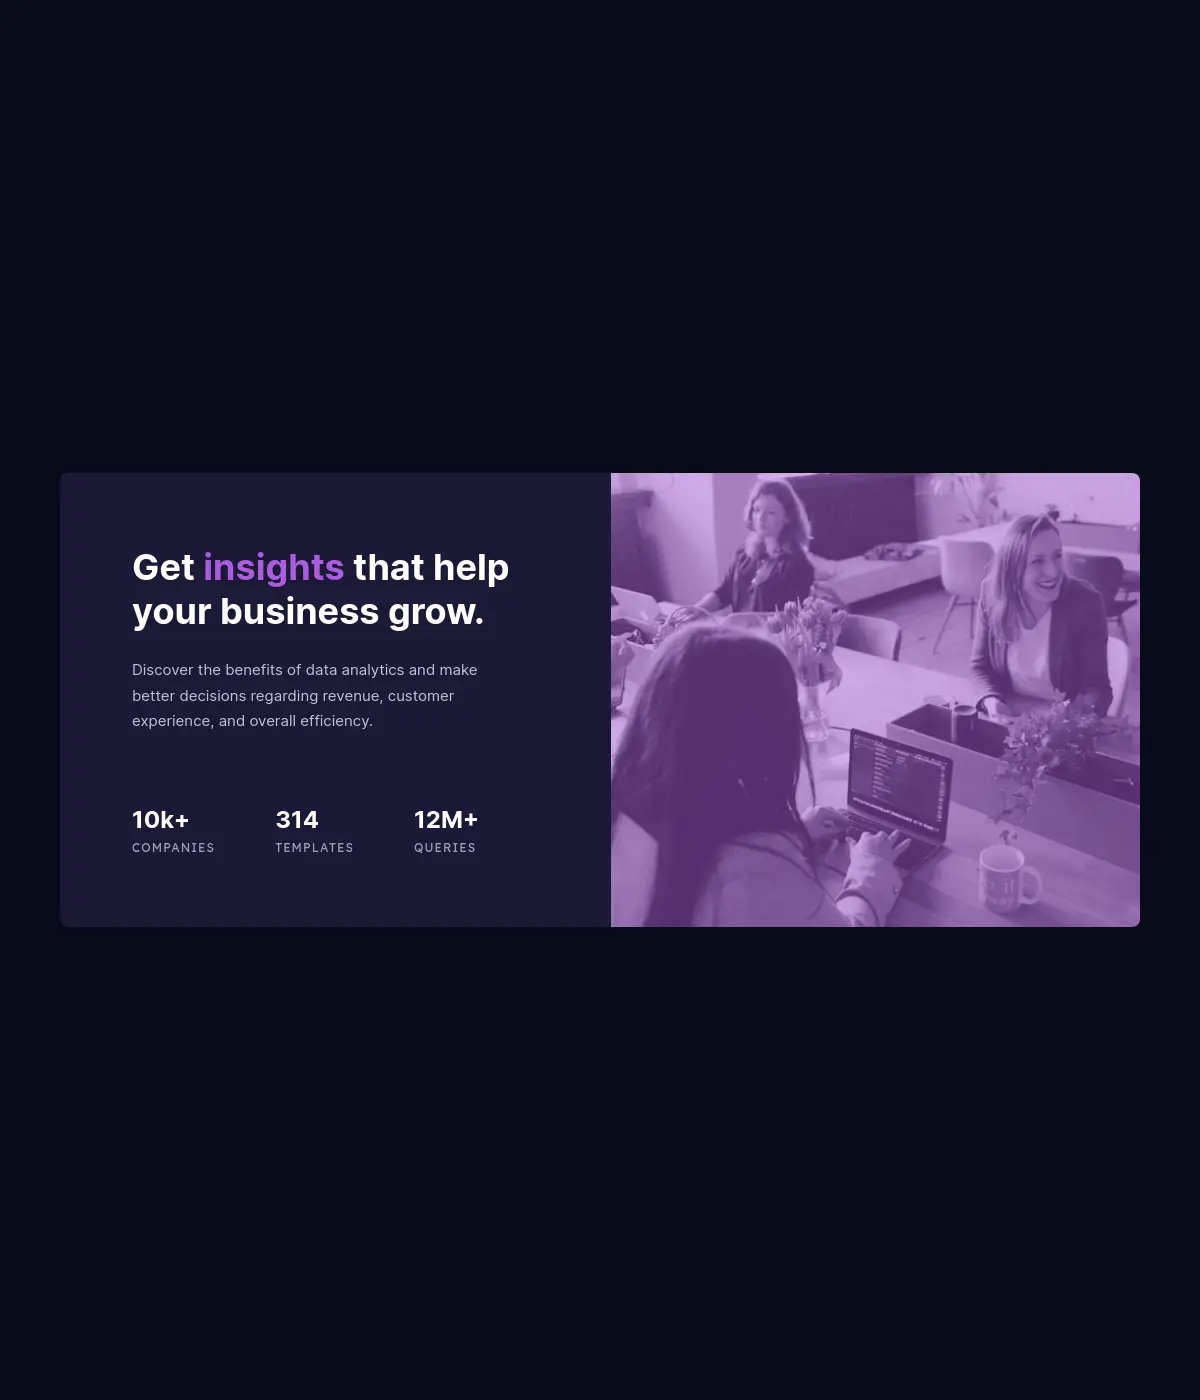 Get insights that help
your business grow.
Discover the benefits of data analytics and make
better decisions regarding revenue, customer
experience, and overall efficiency.
10k+ 314 12M+
COMPANIES TEMPLATES QUERIES